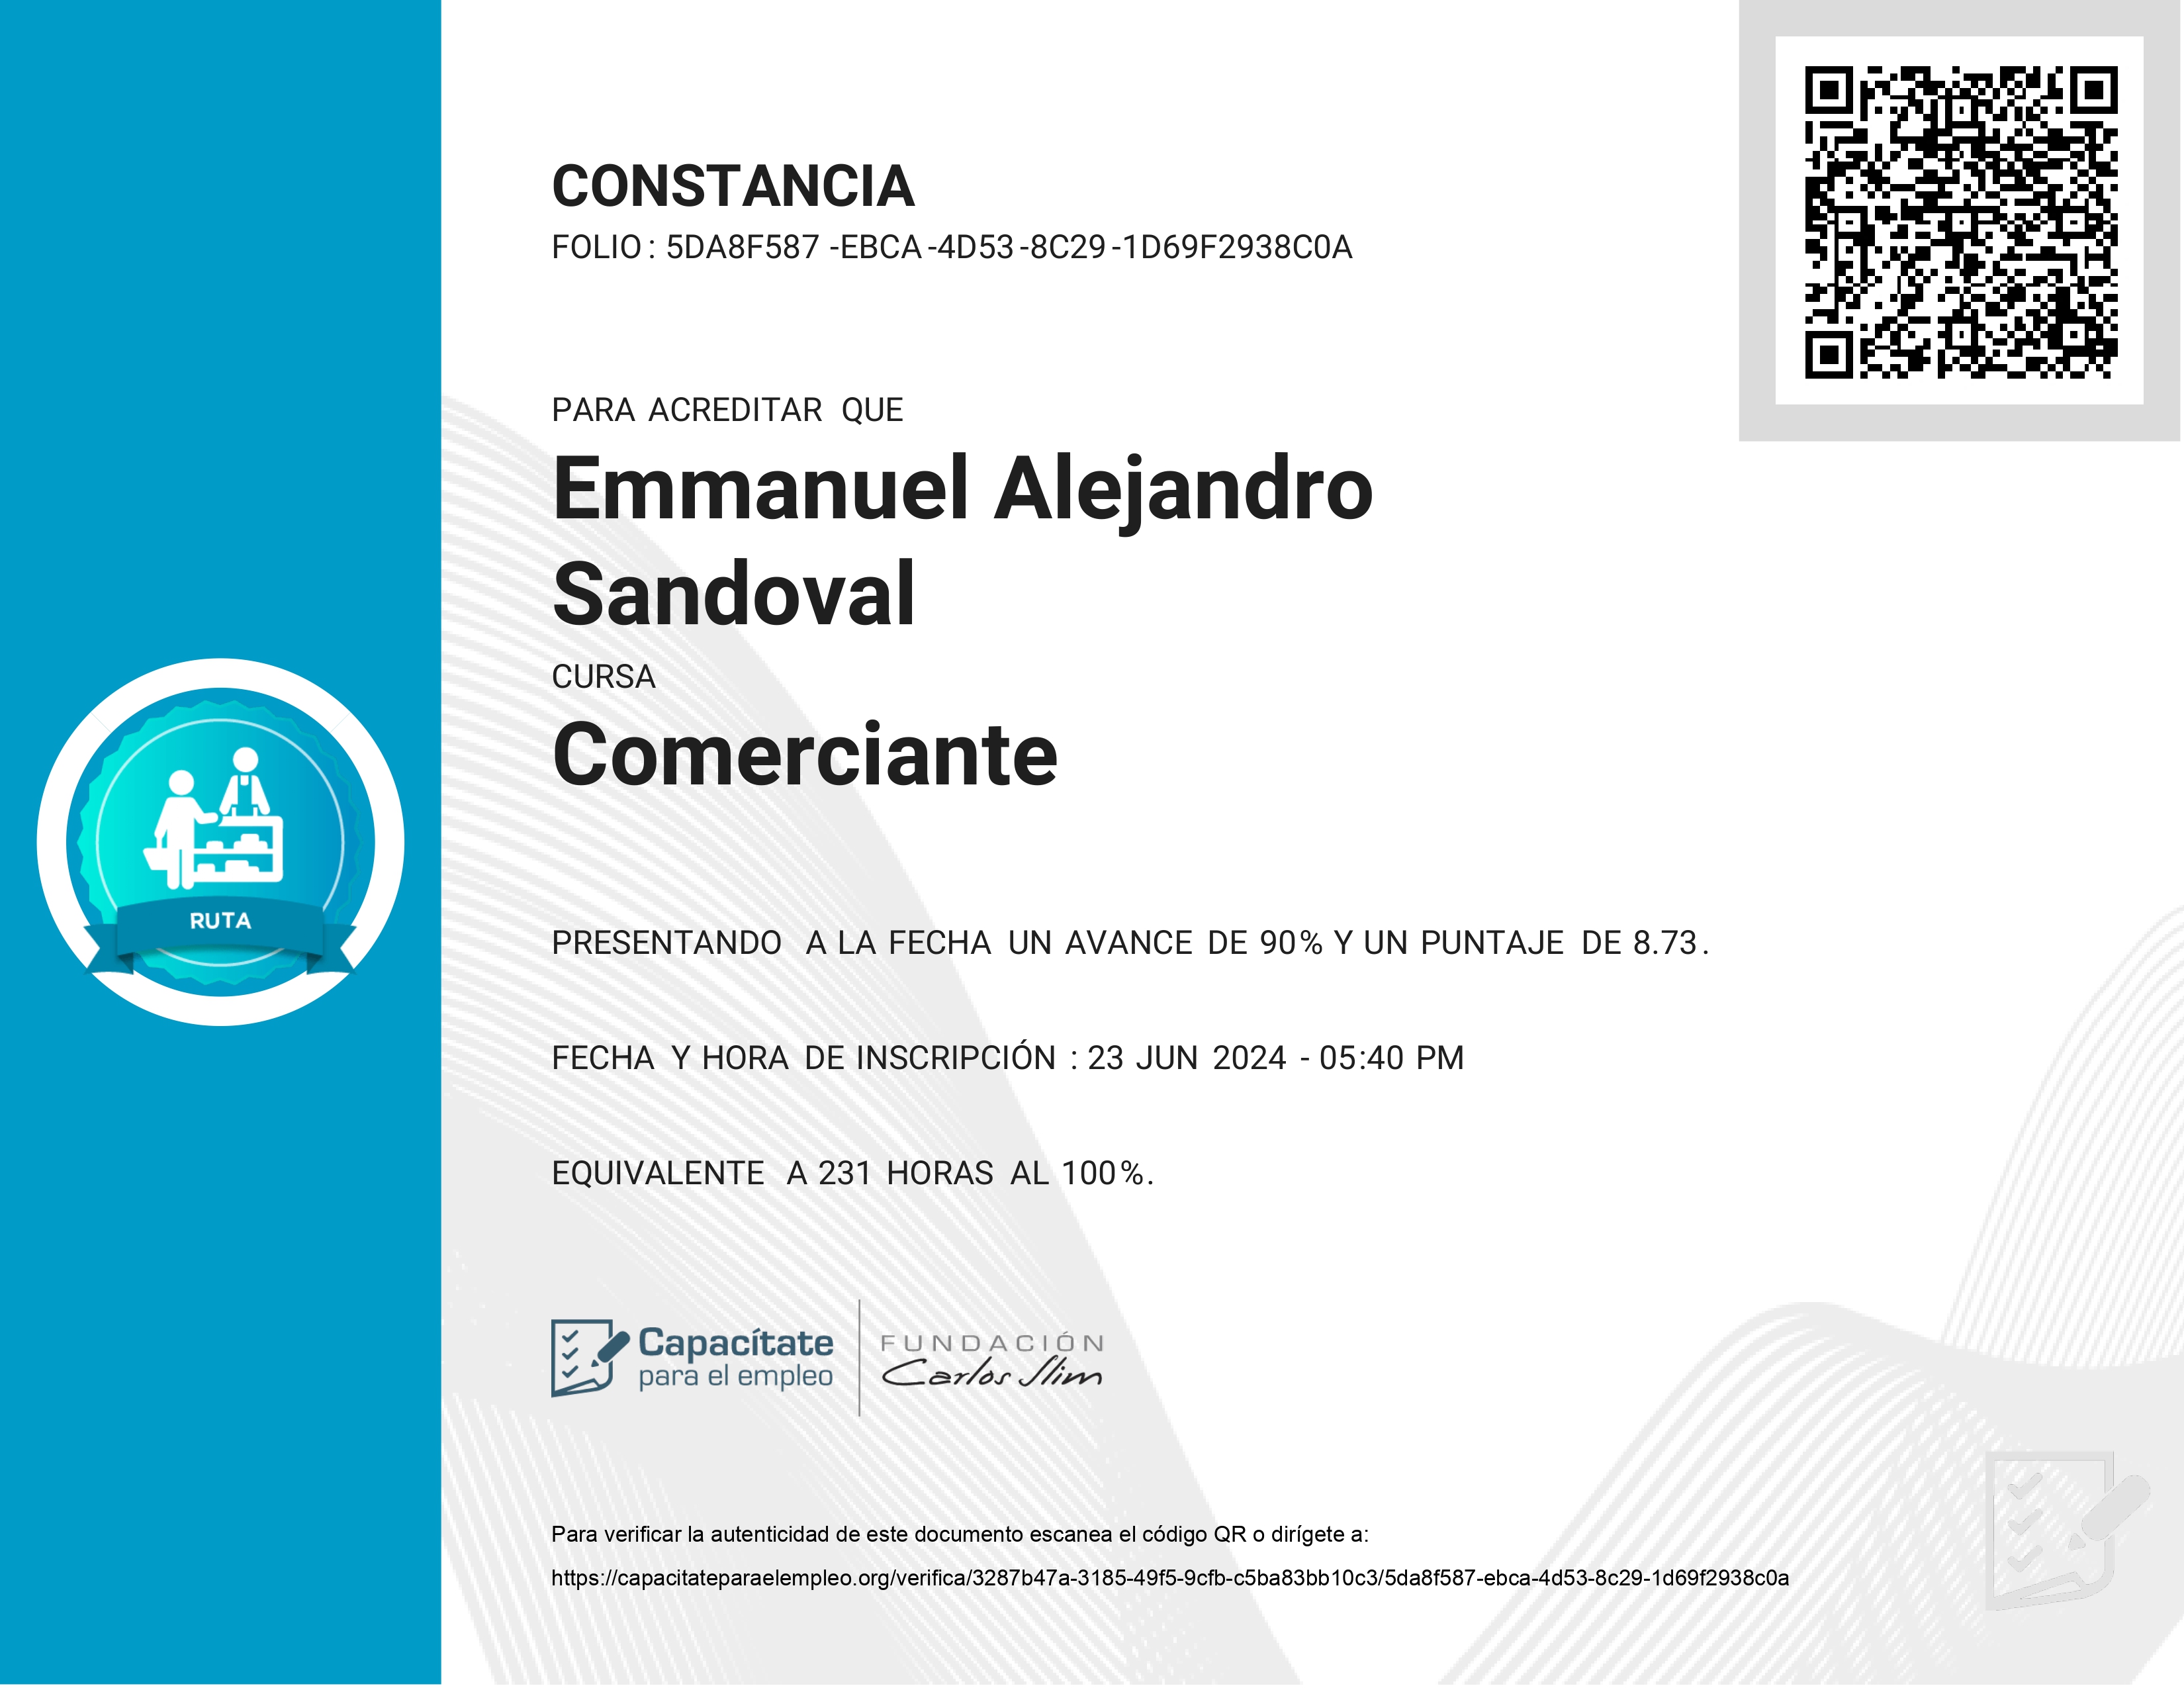 CONSTANCIA
FOLIO : 5DA8F587 -EBCA -4D53 -8C29 -1D69F2938C0A
PARA ACREDITAR QUE
Emmanuel Alejandro
Sandoval
CURSA
Comerciante
RUTA
PRESENTANDO A LA FECHA UN AVANCE DE 90% Y UN PUNTAJE DE 8.73.
FECHA Y HORA DE INSCRIPCIÓN : 23 JUN 2024 - 05:40 PM
EQUIVALENTE A 231 HORAS AL 100%.
Capacítate
para el empleo
FUNDACIÓN
Carlos Slim
Para verificar la autenticidad de este documento escanea el código QR o dirígete a:
https://capacitateparaelempleo.org/verifica/3287b47a-3185-49f5-9cfb-c5ba83bb10c3/5da8f587-ebca-4d53-8c29-1d69f2938c0a